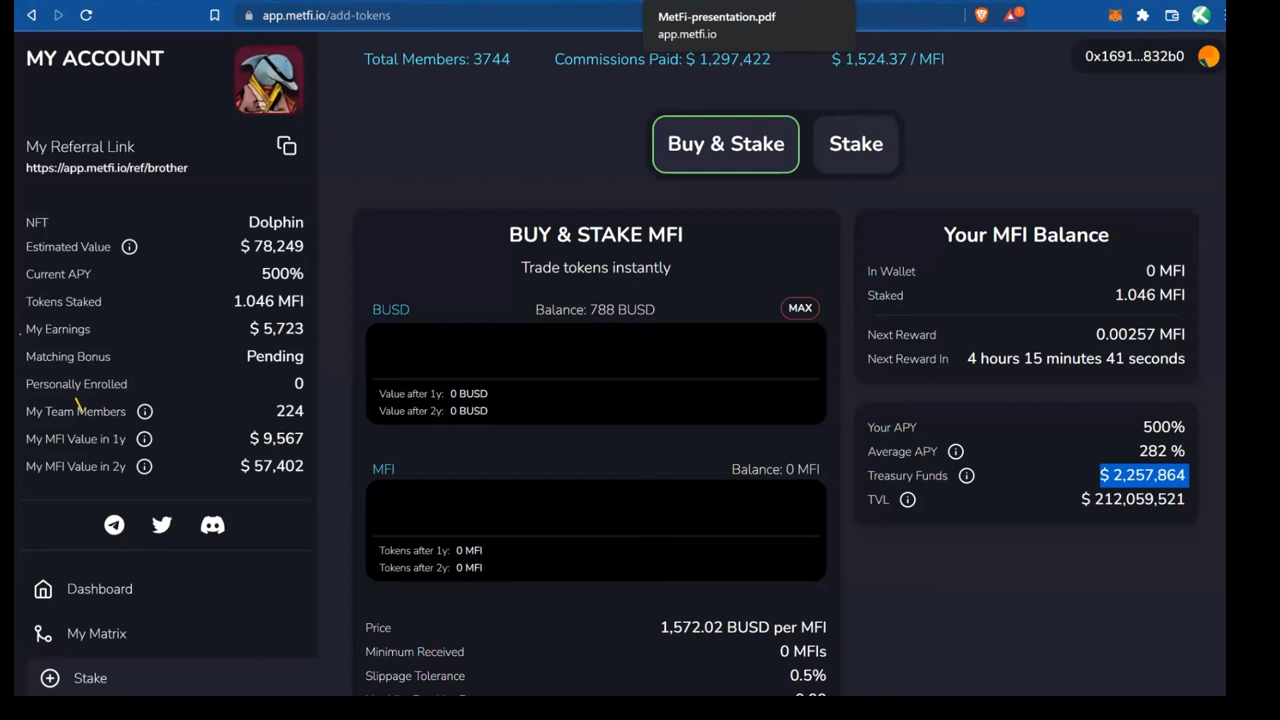 app.metfi.io/add-tokens
MetFi-presentation.pdf
app.metfi.io
MY ACCOUNT
Total Members: 3744
Commissions Paid: $ 1,297,422
$ 1,524.37 / MFI
0x1691...832b0
My Referral Link
https://app.metfi.io/ref/brother
Buy & Stake
Stake
NFT Dolphin
Estimated Value $ 78,249
Current APY 500%
Tokens Staked 1.046 MFI
My Earnings $ 5,723
Matching Bonus Pending
Personally Enrolled 0
My Team Members 224
My MFI Value in 1y $ 9,567
My MFI Value in 2y $ 57,402
Dashboard
My Matrix
Stake
BUY & STAKE MFI
Trade tokens instantly
BUSD Balance: 788 BUSD MAX
Value after 1y: 0 BUSD
Value after 2y: 0 BUSD
MFI Balance: 0 MFI
Tokens after 1y: 0 MFI
Tokens after 2y: 0 MFI
Price 1,572.02 BUSD per MFI
Minimum Received 0 MFIs
Slippage Tolerance 0.5%
Your MFI Balance
In Wallet 0 MFI
Staked 1.046 MFI
Next Reward 0.00257 MFI
Next Reward In 4 hours 15 minutes 41 seconds
Your APY 500%
Average APY 282 %
Treasury Funds $ 2,257,864
TVL $ 212,059,521